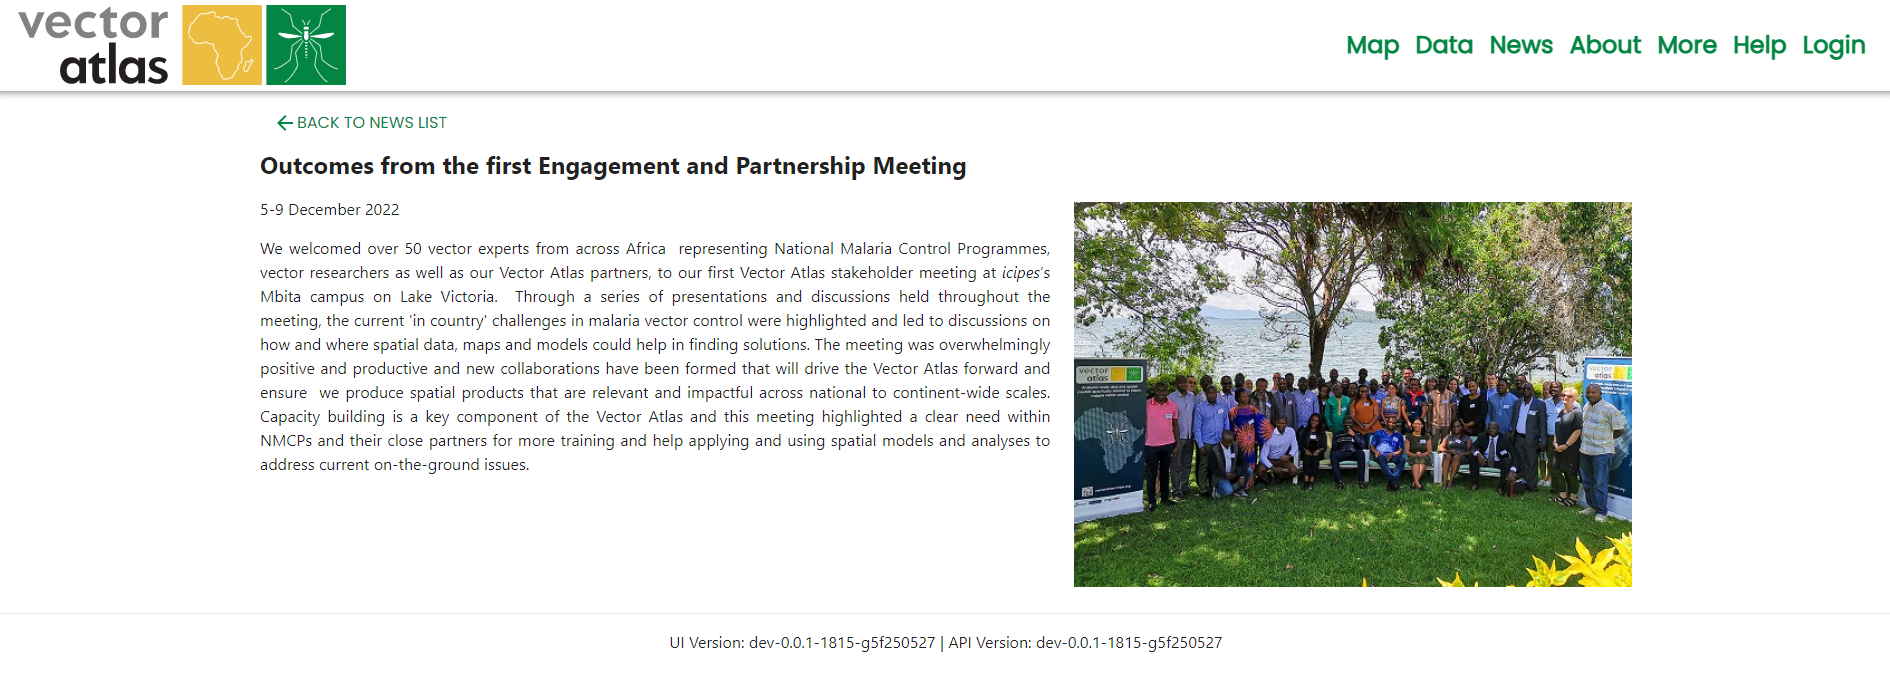 vector
atlas
Map Data News About More Help Login
BACK TO NEWS LIST
Outcomes from the first Engagement and Partnership Meeting
5-9 December 2022
We welcomed over 50 vector experts from across Africa representing National Malaria Control Programmes,
vector researchers as well as our Vector Atlas partners, to our first Vector Atlas stakeholder meeting at icipes's
Mbita campus on Lake Victoria. Through a series of presentations and discussions held throughout the
meeting, the current 'in country' challenges in malaria vector control were highlighted and led to discussions on
how and where spatial data, maps and models could help in finding solutions. The meeting was overwhelmingly
positive and productive and new collaborations have been formed that will drive the Vector Atlas forward and
ensure we produce spatial products that are relevant and impactful across national to continent-wide scales.
Capacity building is a key component of the Vector Atlas and this meeting highlighted a clear need within
NMCPs and their close partners for more training and help applying and using spatial models and analyses to
address current on-the-ground issues.
vector
atlas
vector
atlas
UI Version: dev-0.0.1-1815-g5f250527 | API Version: dev-0.0.1-1815-g5f250527